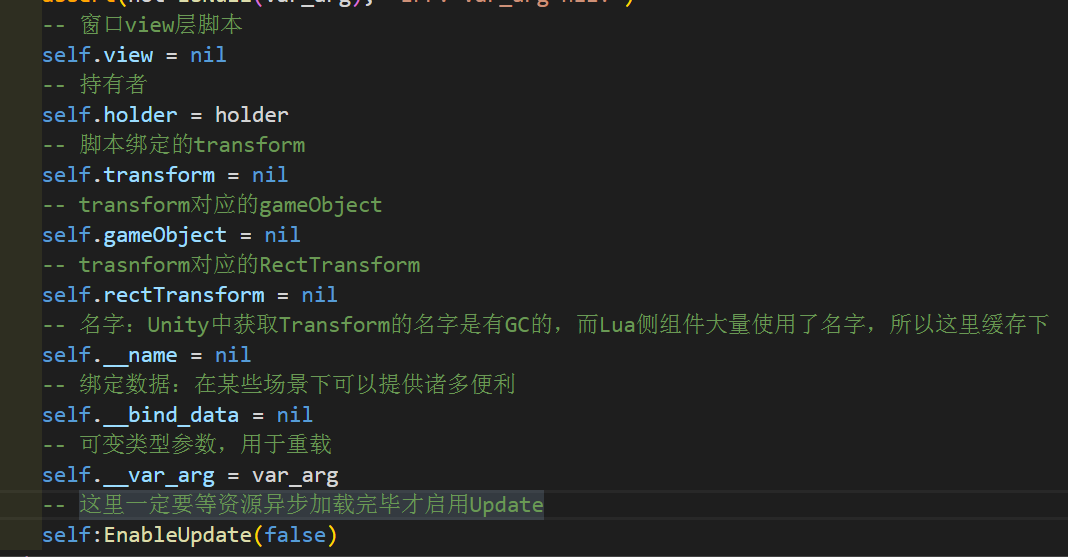 -- 窗口view层脚本
self.view = nil
-- 持有者
self.holder = holder
-- 脚本绑定的transform
self.transform = nil
-- transform对应的gameObject
self.gameObject = nil
-- trasnform对应的RectTransform
self.rectTransform = nil
-- 名字：Unity中获取Transform的名字是有GC的，而Lua侧组件大量使用了名字，所以这里缓存下
self.__name = nil
-- 绑定数据：在某些场景下可以提供诸多便利
self.__bind_data = nil
-- 可变类型参数，用于重载
self.__var_arg = var_arg
-- 这里一定要等资源异步加载完毕才启用Update
self:EnableUpdate(false)